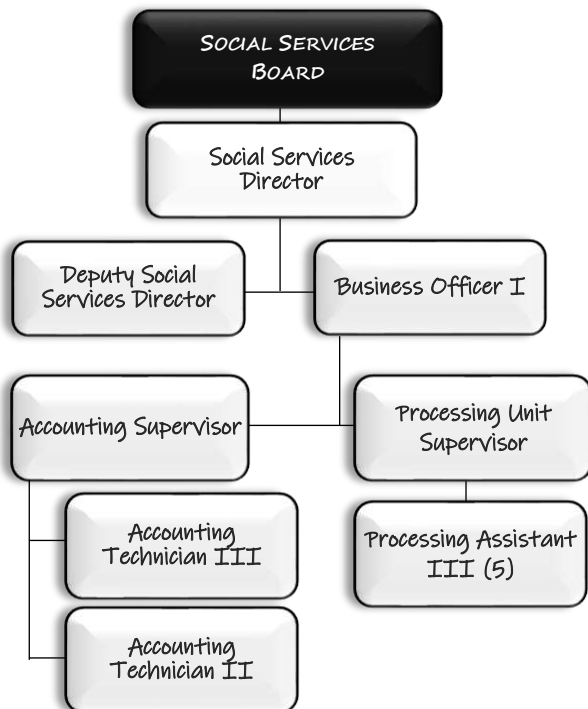 SOCIAL SERVICES
BOARD
Social Services
Director
Deputy Social
Services Director
Business Officer I
Accounting Supervisor
Processing Unit
Supervisor
Accounting
Technician III
Processing Assistant
III (5)
Accounting
Technician II